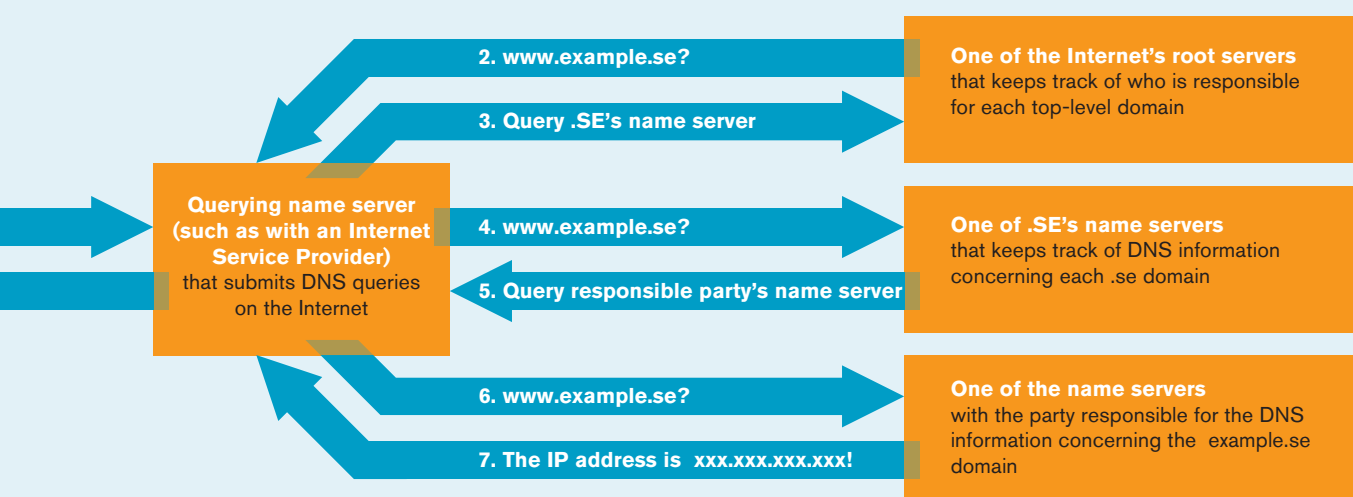 2. www.example.se?
3. Query .SE's name server
One of the Internet's root servers
that keeps track of who is responsible
for each top-level domain
Querying name server
(such as with an Internet
Service Provider)
that submits DNS queries
on the Internet
4. www.example.se?
5. Query responsible party's name server
One of .SE's name servers
that keeps track of DNS information
concerning each .se domain
6. www.example.se?
7. The IP address is xxx.xxx.xxx.xxx!
One of the name servers
with the party responsible for the DNS
information concerning the example.se
domain